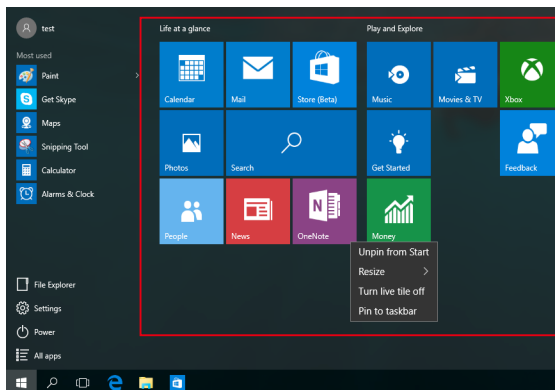 test
Most used
Paint
Get Skype
Maps
Snipping Tool
Calculator
Alarms & Clock
File Explorer
Settings
Power
All apps
Life at a glance
Play and Explore
Calendar
Mail
Store (Beta)
Music
Movies & TV
Xbox
Photos
Search
Get Started
Feedback
People
News
OneNote
Money
Unpin from Start
Resize
Turn live tile off
Pin to taskbar